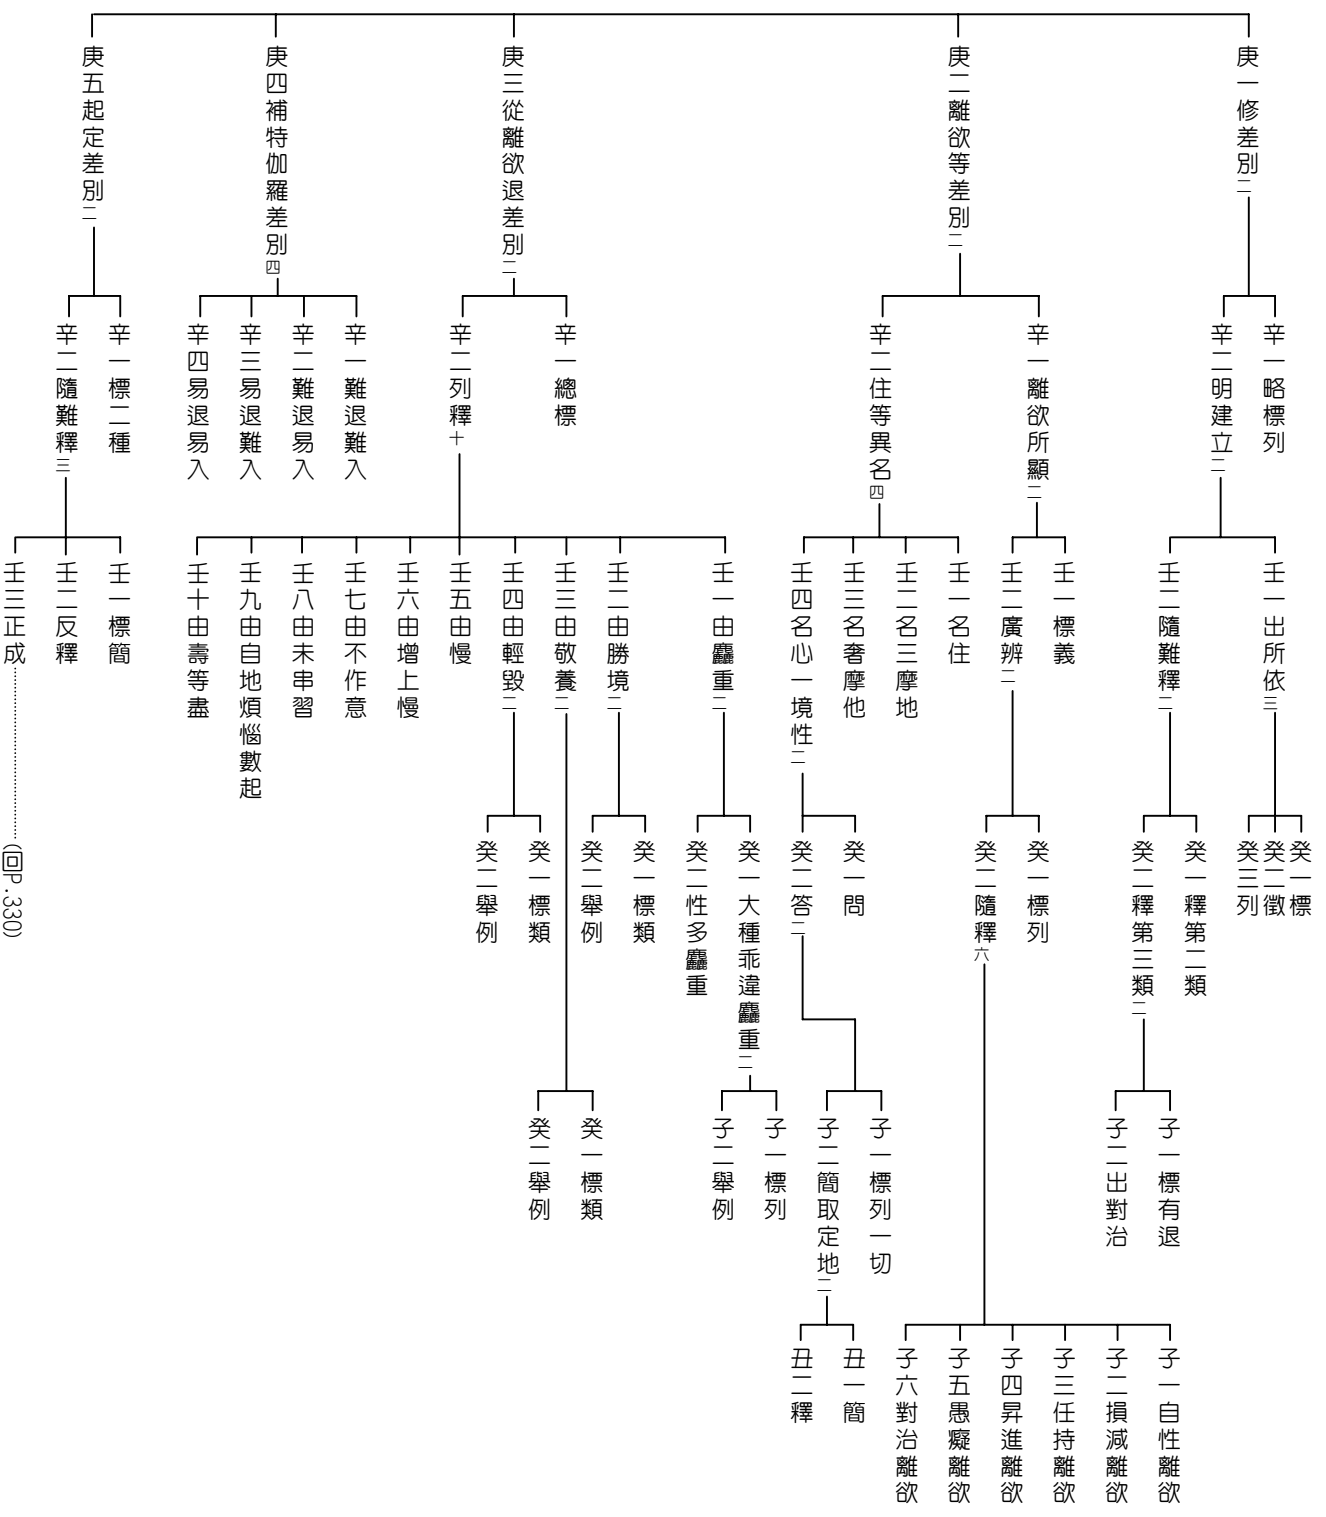 庚一修差別二
辛一略標列
辛二明建立二
壬一出所依三
癸一標
癸二徵
癸三列
壬二隨難釋二
癸一釋第二類
癸二釋第三類二
子一標有退
子二出對治
庚二離欲等差別二
辛一離欲所顯二
壬一標義
壬二廣辨二
癸一標列
癸二隨釋六
子一自性離欲
子二損減離欲
子三任持離欲
子四昇進離欲
子五愚癡離欲
子六對治離欲
辛二住等異名四
壬一名住
壬二名三摩地
壬三名奢摩他
壬四名心一境性二
癸一問
癸二答二
子一標列一切
子二簡取定地二
丑一簡
丑二釋
庚三從離欲退差別二
辛一總標
辛二列釋十
壬一由麤重二
癸一大種乖違麤重二
子一標列
子二舉例
癸二性多麤重
壬二由勝境二
癸一標類
癸二舉例
壬三由敬養二
癸一標類
癸二舉例
壬四由輕毀二
癸一標類
癸二舉例
壬五由慢
壬六由增上慢
壬七由不作意
壬八由未串習
壬九由自地煩惱數起
壬十由壽等盡
庚四補特伽羅差別四
辛一難退難入
辛二難退易入
辛三易退難入
辛四易退易入
庚五起定差別二
辛一標二種
辛二隨難釋三
壬一標簡
壬二反釋
壬三正成……………(回P.330)